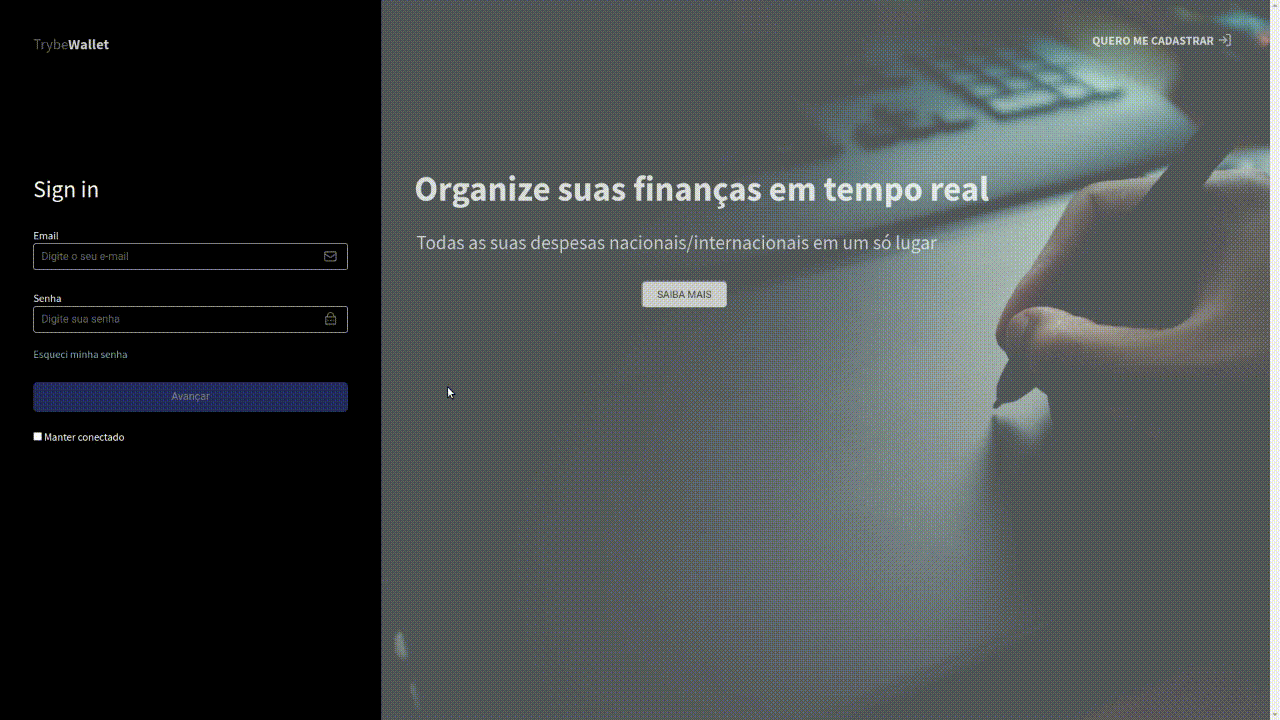 TrybeWallet
QUERO ME CADASTRAR
Sign in
Email
Digite o seu e-mail
Senha
Digite sua senha
Esqueci minha senha
Avançar
Manter conectado
Organize suas finanças em tempo real
Todas as suas despesas nacionais/internacionais em um só lugar
SAIBA MAIS